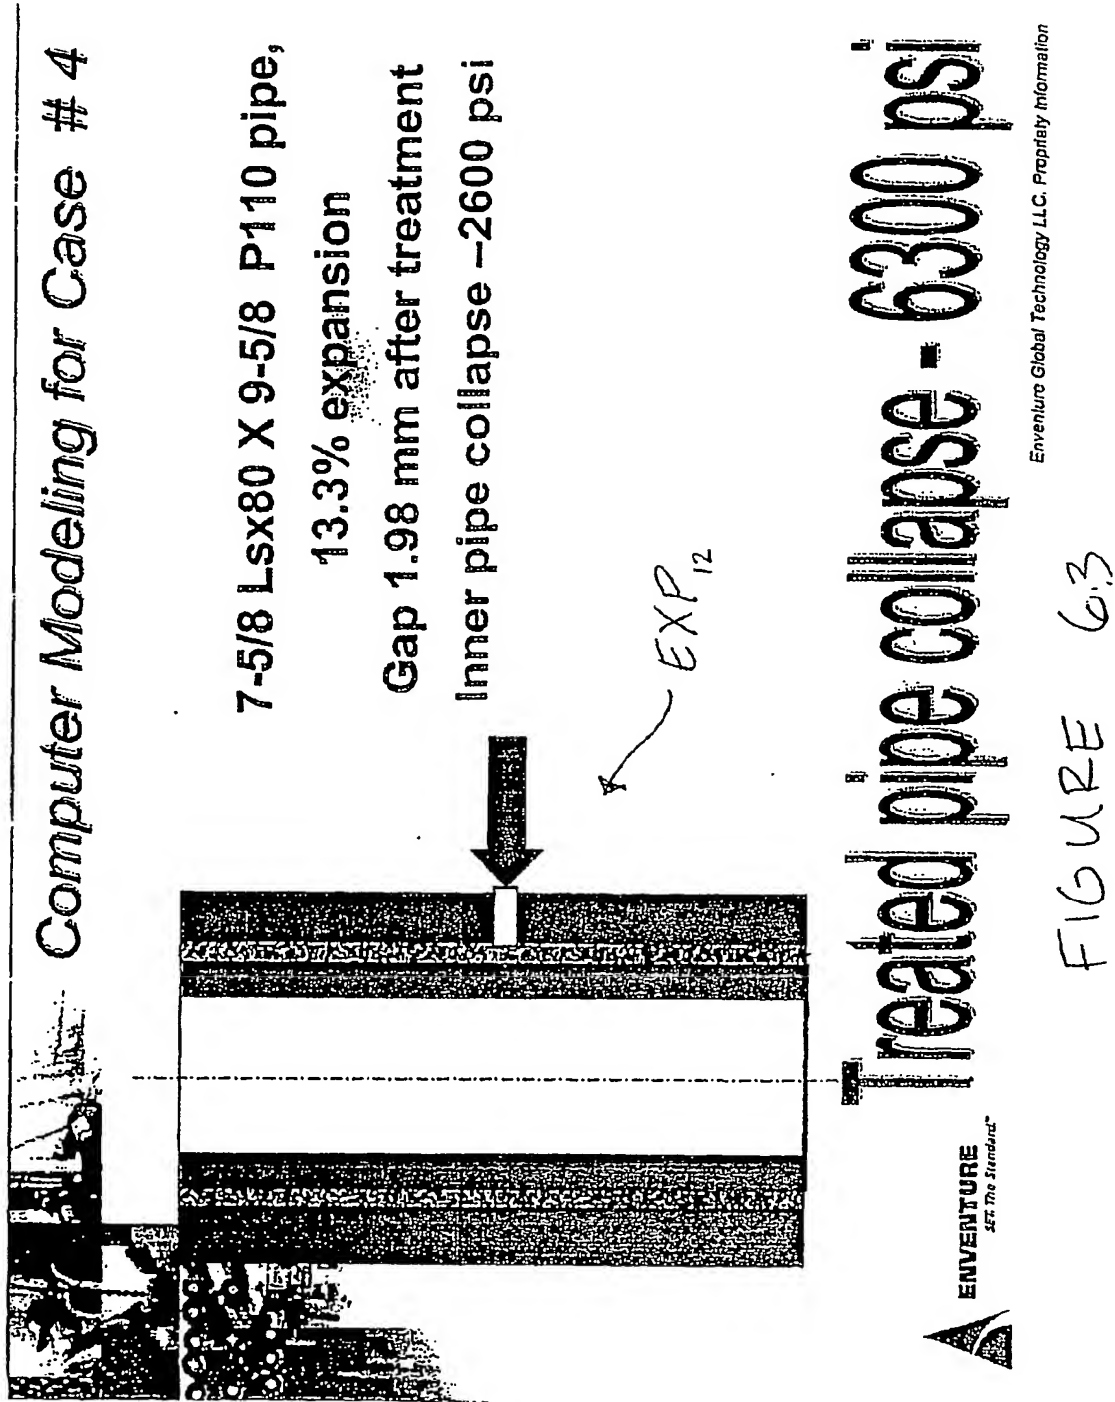 Computer Modeling for Case # 4
7-5/8 Lsx80 X 9-5/8 P110 pipe,
13.3% expansion
Gap 1.98 mm after treatment
Inner pipe collapse –2600 psi
EXP12
Treated pipe collapse - 6300 psi
ENVENTURE
SET. The Standard.™
Enventure Global Technology LLC. Propriety Information
FIGURE 63